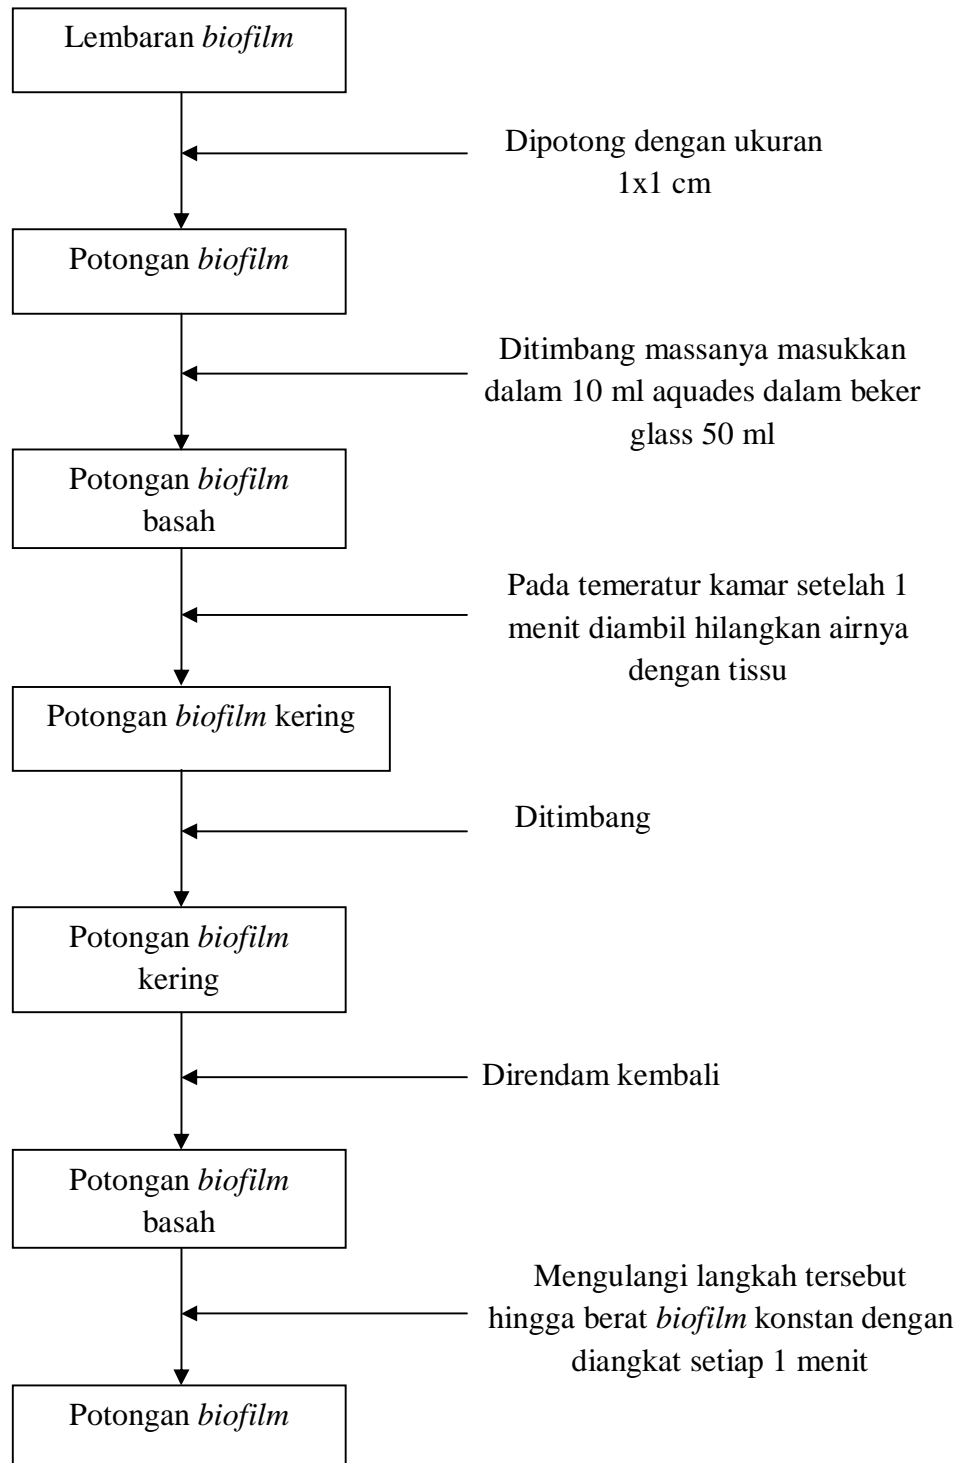 Lembaran biofilm
Dipotong dengan ukuran
1x1 cm
Potongan biofilm
Ditimbang massanya masukkan
dalam 10 ml aquades dalam beker
glass 50 ml
Potongan biofilm
basah
Pada temeratur kamar setelah 1
menit diambil hilangkan airnya
dengan tissu
Potongan biofilm kering
Ditimbang
Potongan biofilm
kering
Direndam kembali
Potongan biofilm
basah
Mengulangi langkah tersebut
hingga berat biofilm konstan dengan
diangkat setiap 1 menit
Potongan biofilm